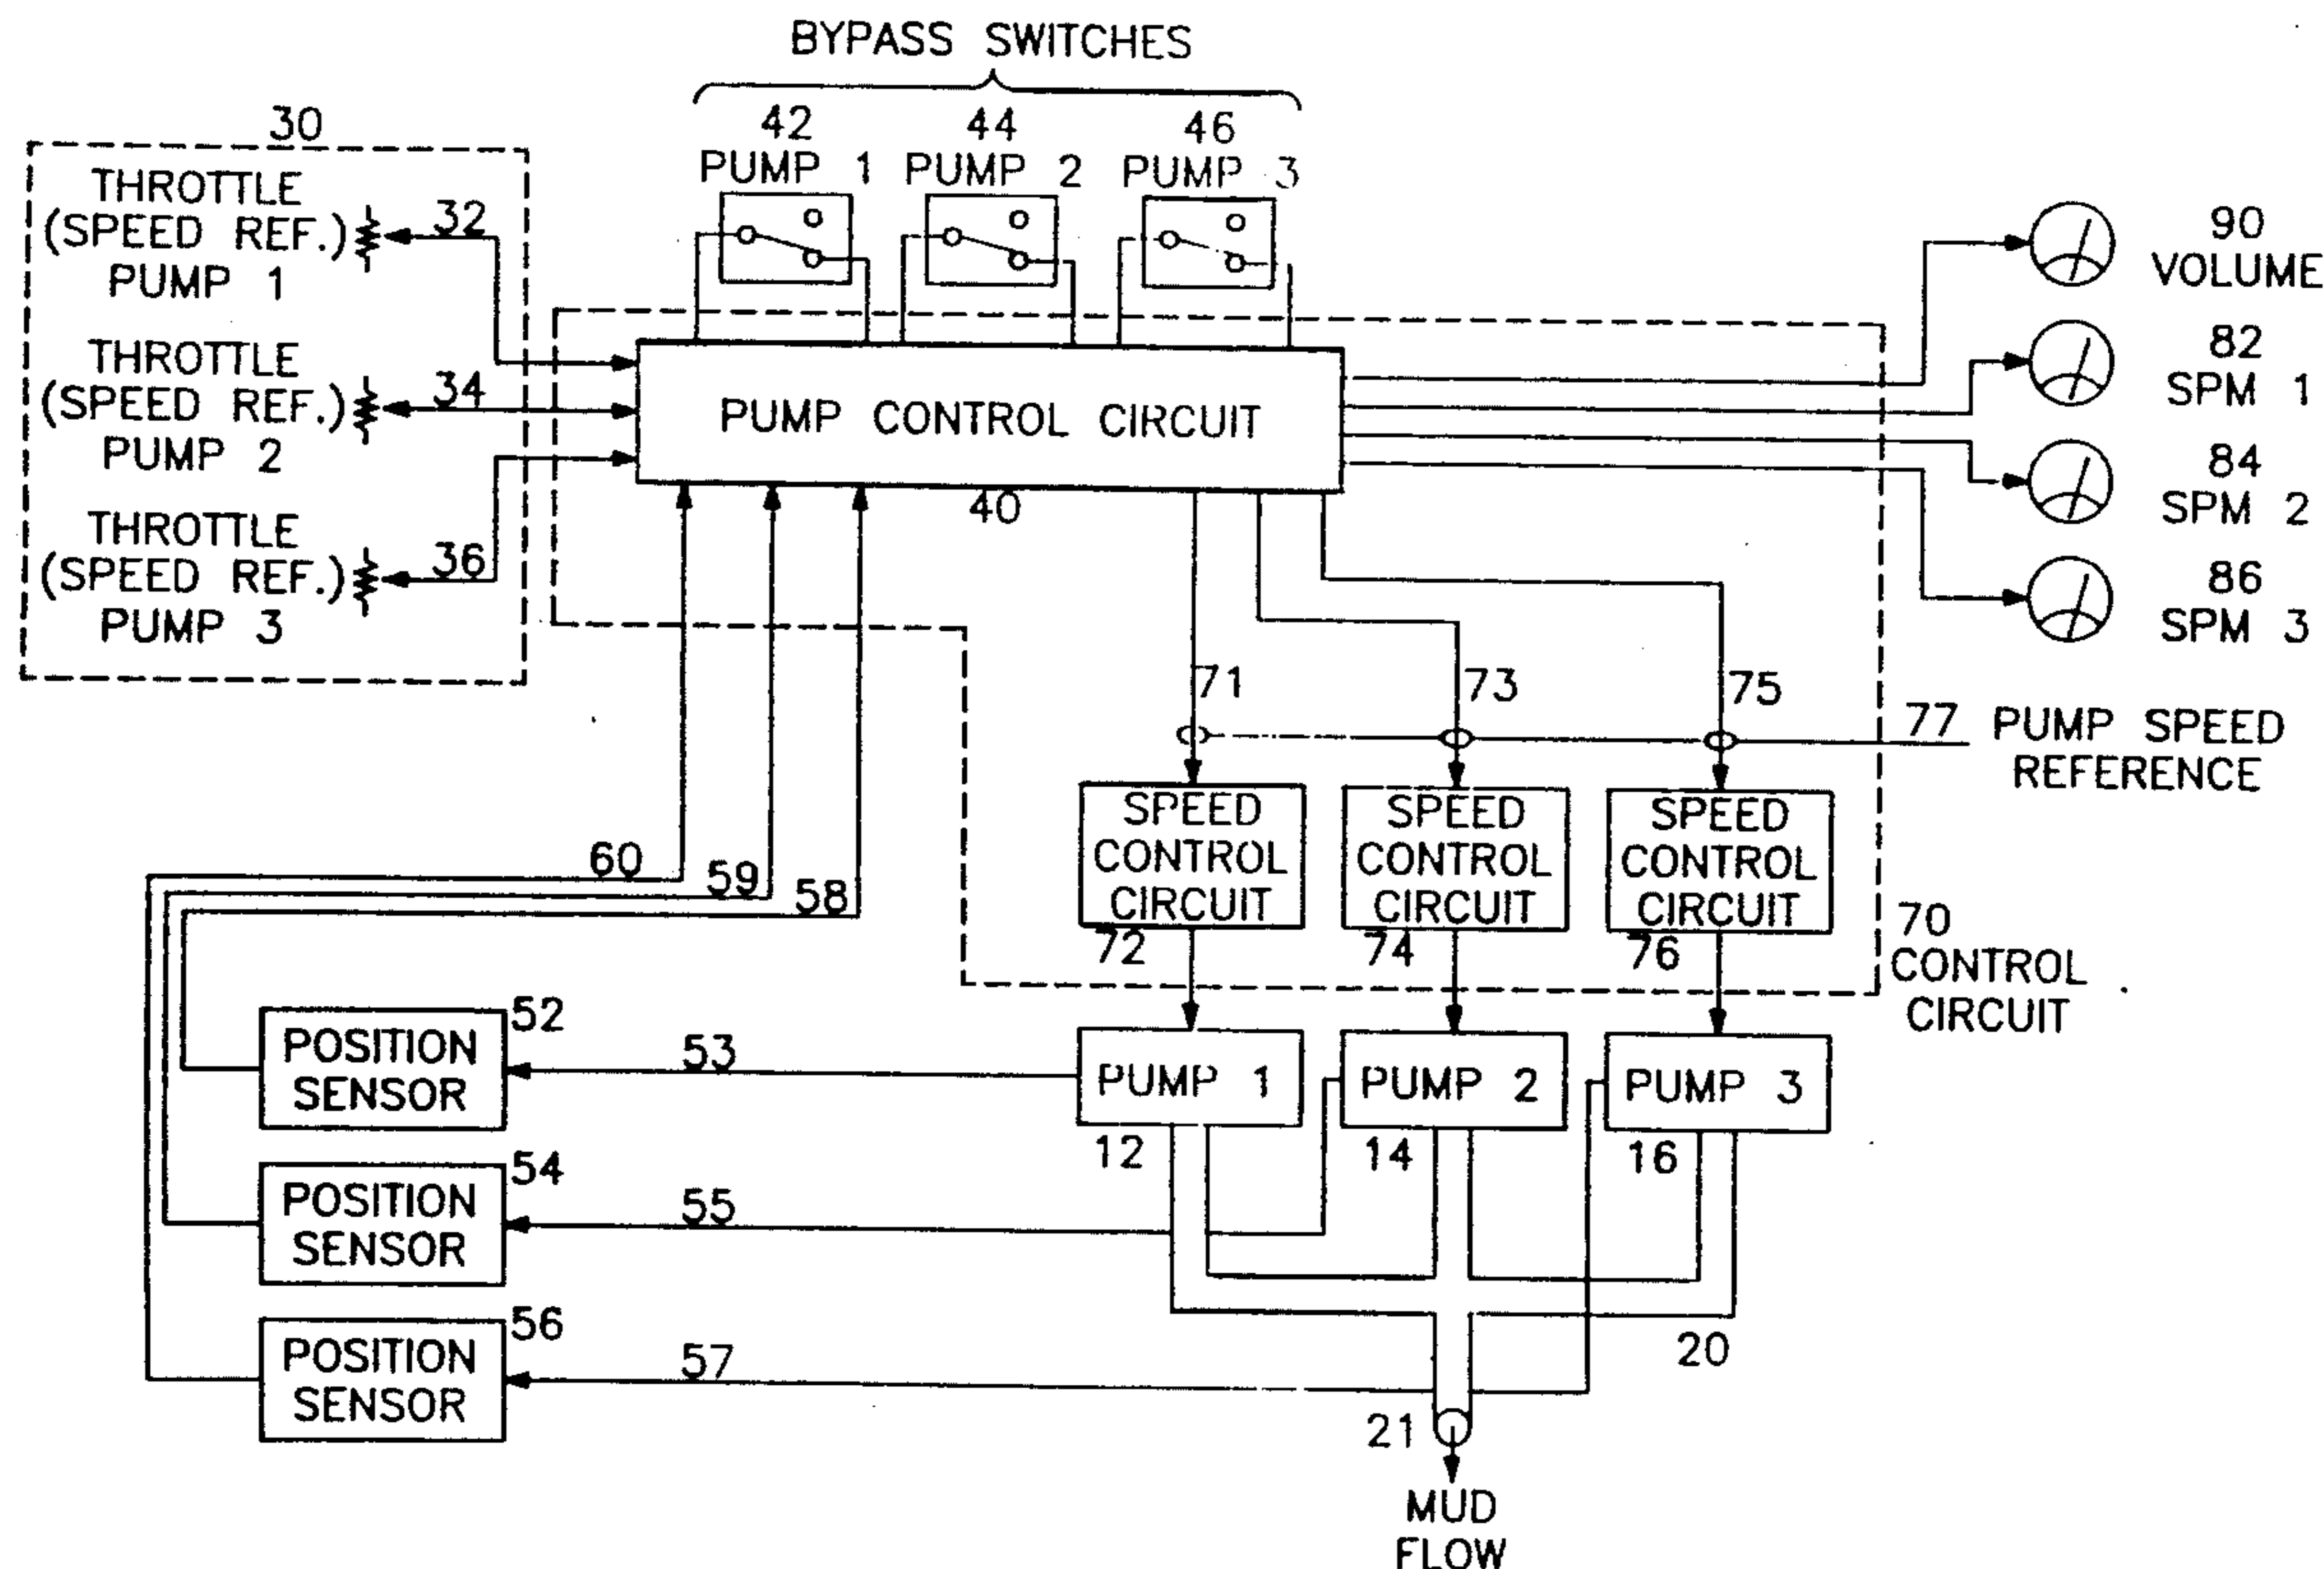 BYPASS SWITCHES
30
42
44
46
PUMP 1
PUMP 2
PUMP 3
THROTTLE
(SPEED REF.)
PUMP 1
32
THROTTLE
(SPEED REF.)
PUMP 2
34
THROTTLE
(SPEED REF.)
PUMP 3
36
PUMP CONTROL CIRCUIT
40
90
VOLUME
82
SPM 1
84
SPM 2
86
SPM 3
71
73
75
77
PUMP SPEED
REFERENCE
60
59
58
SPEED
CONTROL
CIRCUIT
72
SPEED
CONTROL
CIRCUIT
74
SPEED
CONTROL
CIRCUIT
76
70
CONTROL
CIRCUIT
POSITION
SENSOR
52
53
PUMP 1
12
PUMP 2
14
PUMP 3
16
POSITION
SENSOR
54
55
POSITION
SENSOR
56
57
20
21
MUD
FLOW